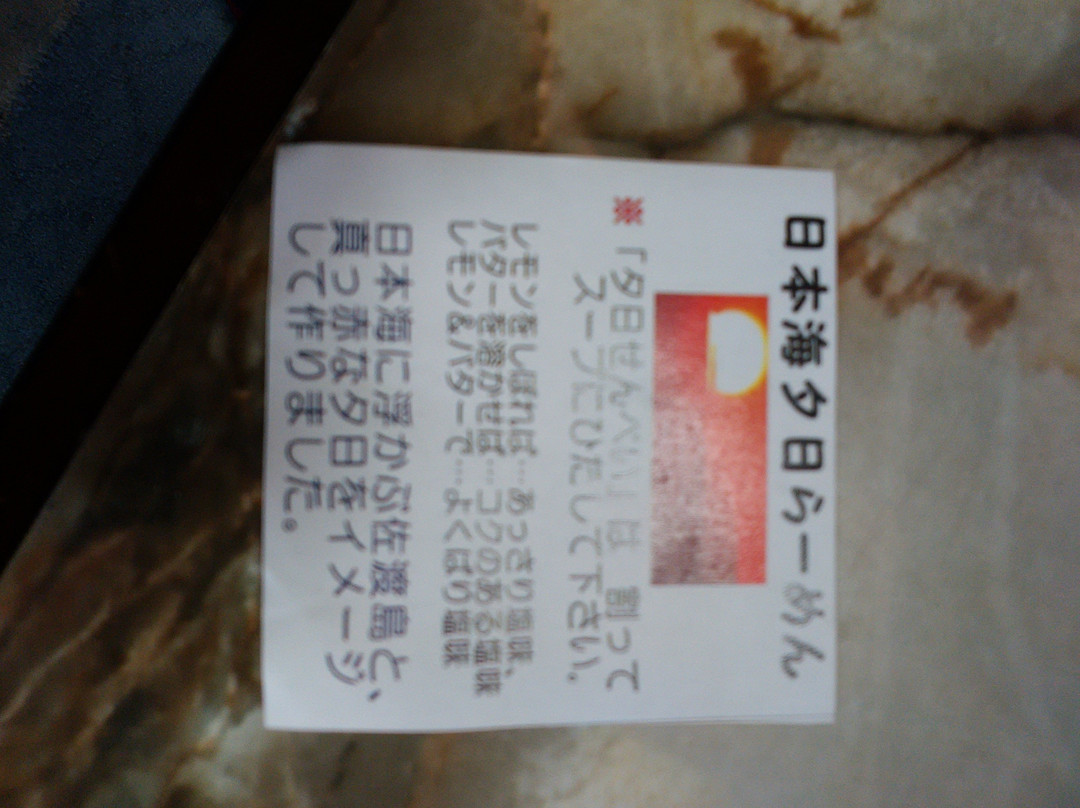 日本海夕日らーめん
※「夕日せんべい」は 割って
スープにひたして下さい。
レモンをしぼれば…あっさり塩味、
バターを溶かせば…コクのある塩味
レモン&バターで…よくばり塩味
日本海に浮かぶ佐渡島と、
真っ赤な夕日をイメージ
して作りました。